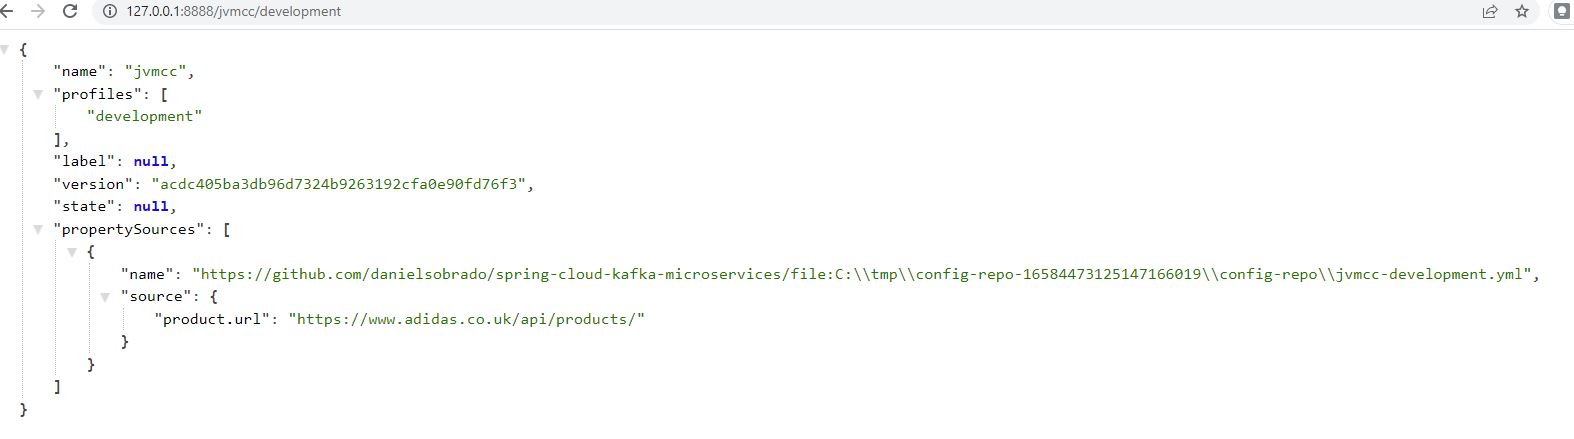 127.0.0.1:8888/jvmcc/development
{
"name": "jvmcc",
"profiles": [
"development"
],
"label": null,
"version": "acdc405ba3db96d7324b9263192cfa0e90fd76f3",
"state": null,
"propertySources": [
{
"name": "https://github.com/danielsobrado/spring-cloud-kafka-microservices/file:C:\\tmp\\config-repo-16584473125147166019\\config-repo\\jvmcc-development.yml",
"source": {
"product.url": "https://www.adidas.co.uk/api/products/"
}
}
]
}